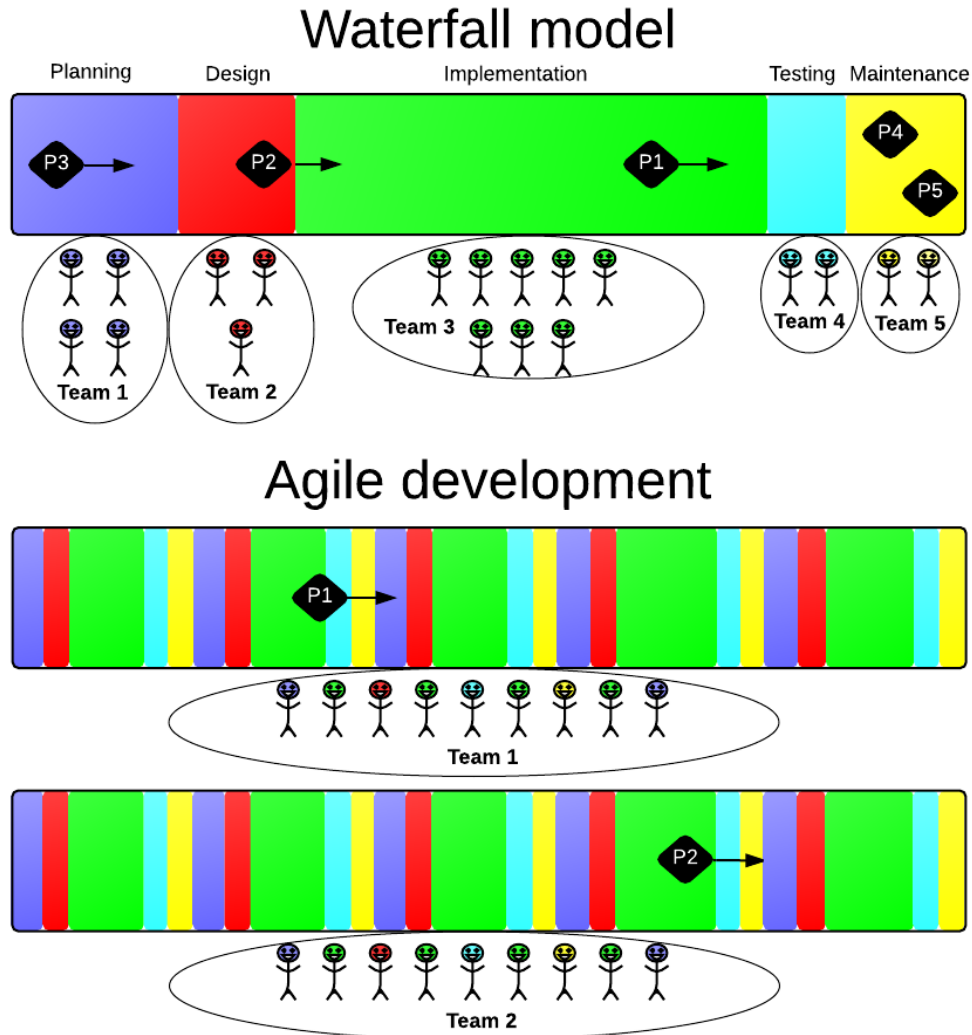 Waterfall model
Planning Design Implementation Testing Maintenance
P3 P2 P1 P4
P5
Team 3 Team 4 Team 5
Team 1 Team 2
Agile development
P1
Team 1
P2
Team 2